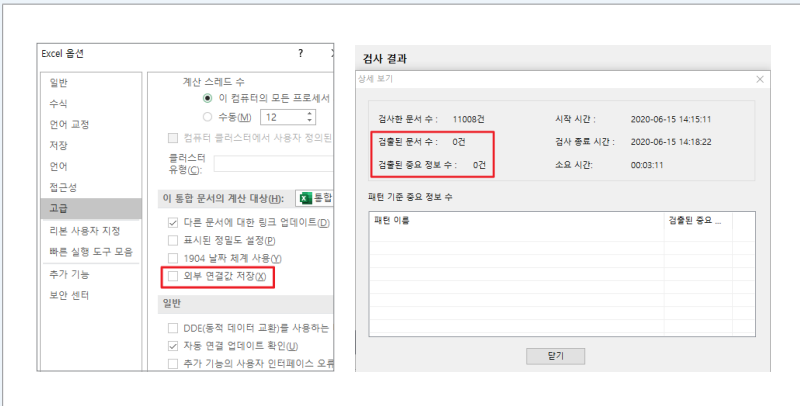 Excel 옵션
?
일반
수식
언어 교정
저장
언어
접근성
고급
리본 사용자 지정
빠른 실행 도구 모음
추가 기능
보안 센터
계산 스레드 수
이 컴퓨터의 모든 프로세서
수동(M) 12
컴퓨터 클러스터에서 사용자 정의된
클러스터
유형(C):
이 통합 문서의 계산 대상(H): 통합
다른 문서에 대한 링크 업데이트(D)
표시된 정밀도 설정(P)
1904 날짜 체계 사용(Y)
외부 연결값 저장(X)
일반
DDE(동적 데이터 교환)를 사용하는
자동 연결 업데이트 확인(U)
추가 기능의 사용자 인터페이스 오류
검사 결과
상세 보기
검사한 문서 수 : 11008건 시작 시간 : 2020-06-15 14:15:11
검출된 문서 수 : 0건 검사 종료 시간 : 2020-06-15 14:18:22
검출된 중요 정보 수 : 0건 소요 시간: 00:03:11
패턴 기준 중요 정보 수
패턴 이름 검출된 중요 ...
닫기